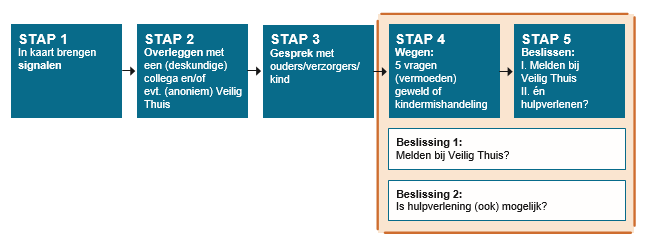 STAP 1
In kaart brengen
signalen
STAP 2
Overleggen met
een (deskundige)
collega en/of
evt. (anoniem) Veilig
Thuis
STAP 3
Gesprek met
ouders/verzorgers/
kind
STAP 4
Wegen:
5 vragen
(vermoeden)
geweld of
kindermishandeling
STAP 5
Beslissen:
I. Melden bij
Veilig Thuis
II. én
hulpverlenen?
Beslissing 1:
Melden bij Veilig Thuis?
Beslissing 2:
Is hulpverlening (ook) mogelijk?